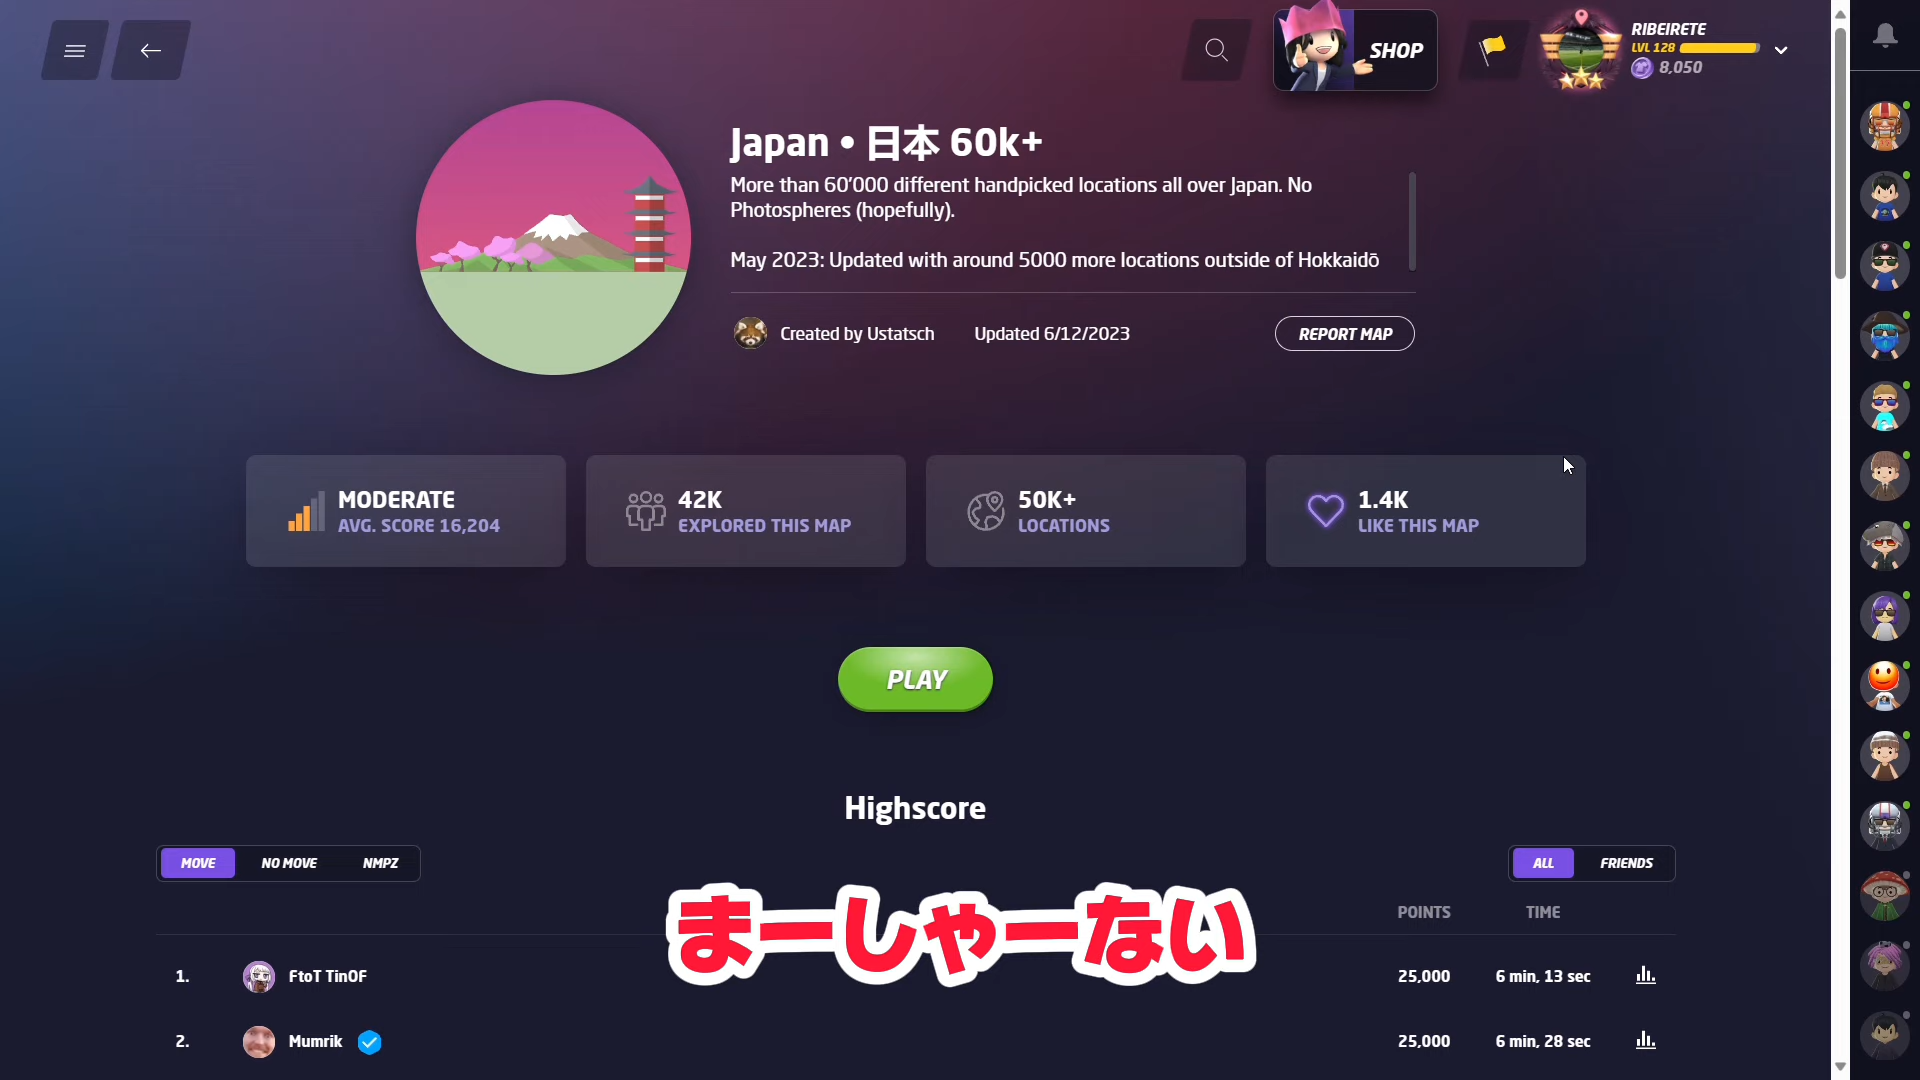 SHOP
RIBEIRETE
LVL 128
8,050
Japan • 日本 60k+
More than 60'000 different handpicked locations all over Japan. No
Photospheres (hopefully).
May 2023: Updated with around 5000 more locations outside of Hokkaidō
Created by Ustatsch
Updated 6/12/2023
REPORT MAP
MODERATE
AVG. SCORE 16,204
42K
EXPLORED THIS MAP
50K+
LOCATIONS
1.4K
LIKE THIS MAP
PLAY
Highscore
MOVE
NO MOVE
NMPZ
ALL
FRIENDS
まーしゃーない
POINTS
TIME
1.
FtoT TinOF
25,000
6 min, 13 sec
2.
Mumrik
25,000
6 min, 28 sec